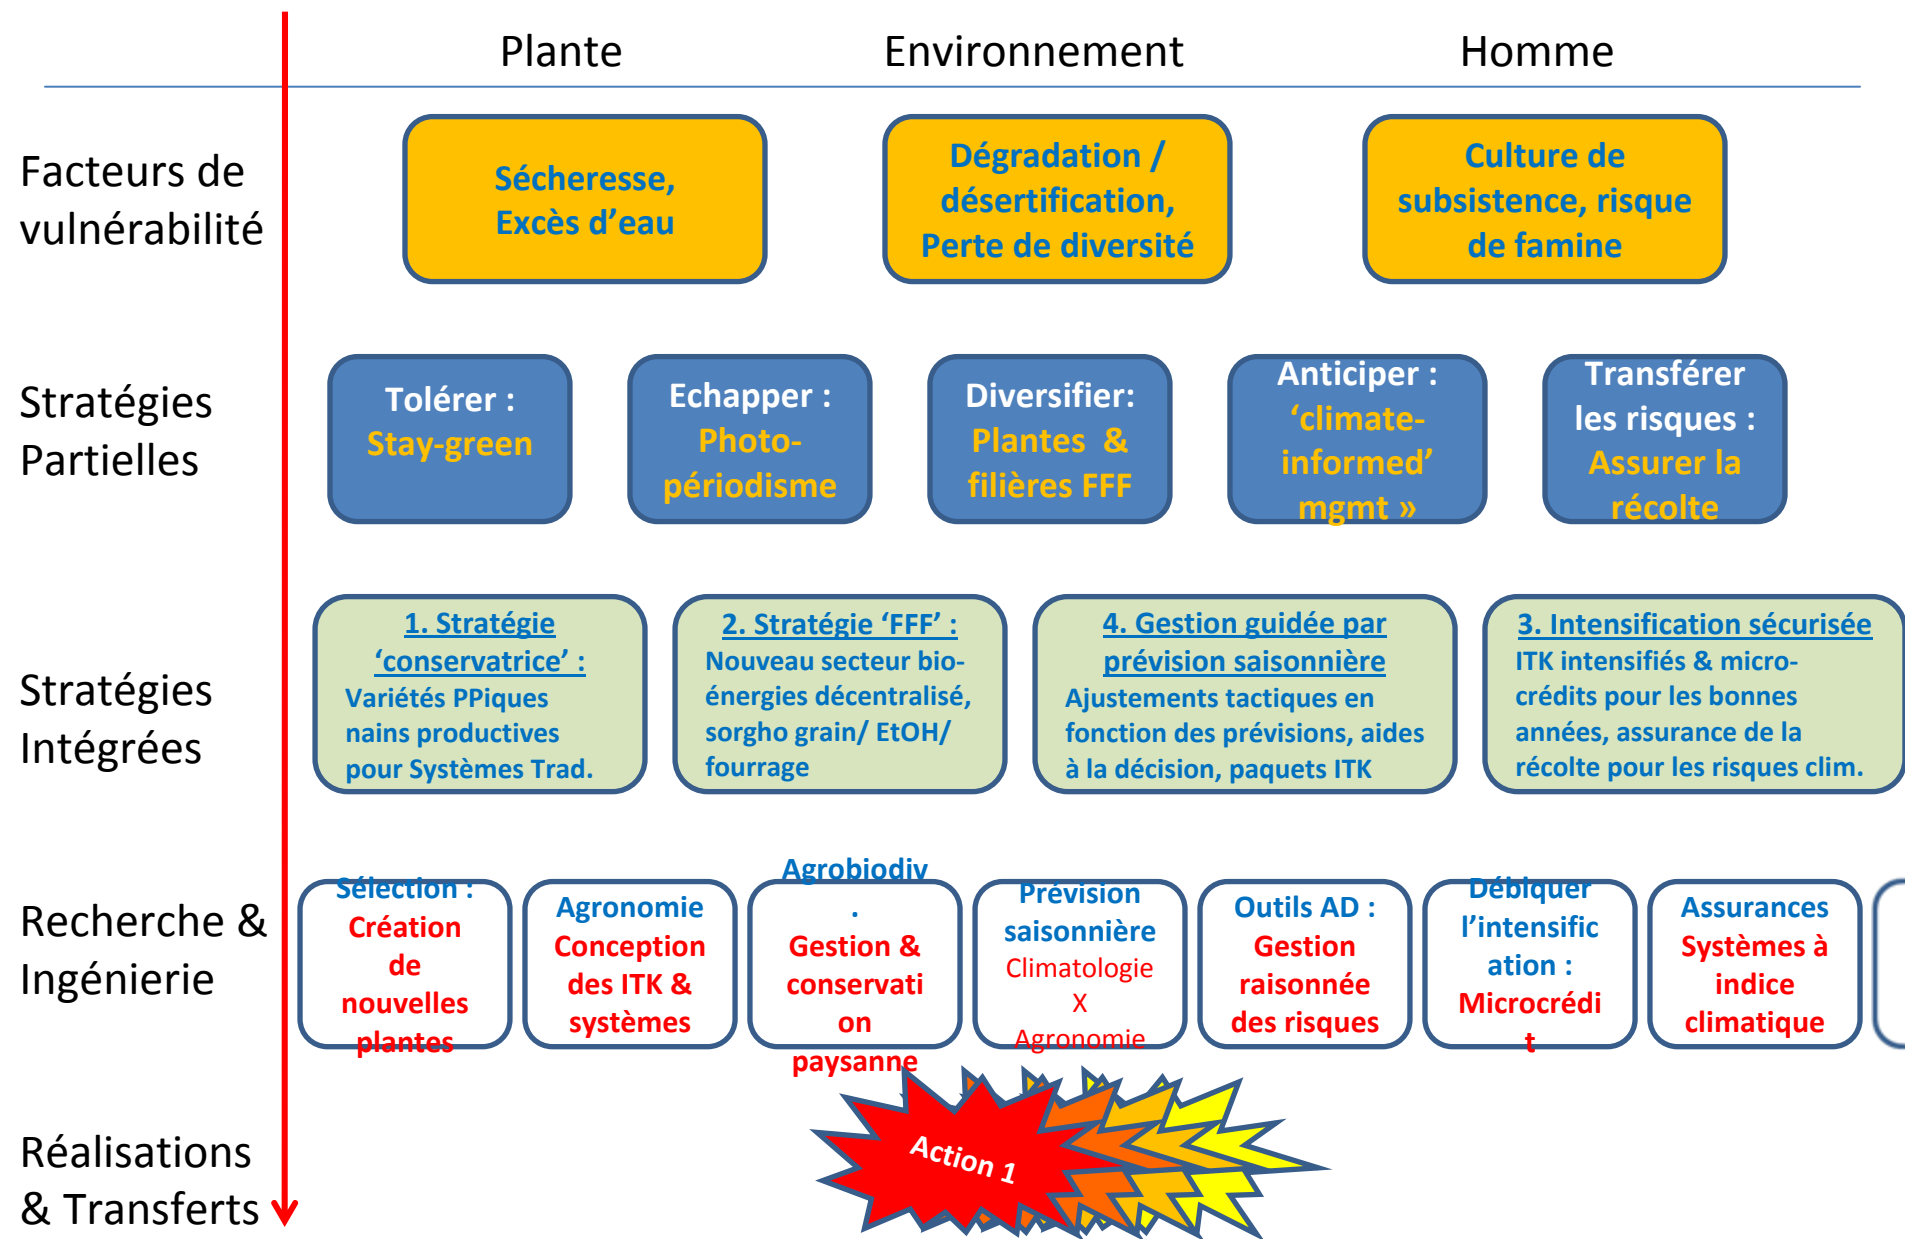 Plante
Environnement
Homme
Facteurs de
vulnérabilité
Sécheresse,
Excès d’eau
Dégradation /
désertification,
Perte de diversité
Culture de
subsistence, risque
de famine
Stratégies
Partielles
Tolérer :
Stay-green
Echapper :
Photo-
périodisme
Diversifier:
Plantes &
filières FFF
Anticiper :
‘climate-
informed’
mgmt »
Transférer
les risques :
Assurer la
récolte
Stratégies
Intégrées
1. Stratégie
‘conservatrice’ :
Variétés PPiques
nains productives
pour Systèmes Trad.
2. Stratégie ‘FFF’ :
Nouveau secteur bio-
énergies décentralisé,
sorgho grain/ EtOH/
fourrage
4. Gestion guidée par
prévision saisonnière
Ajustements tactiques en
fonction des prévisions, aides
à la décision, paquets ITK
3. Intensification sécurisée
ITK intensifiés & micro-
crédits pour les bonnes
années, assurance de la
récolte pour les risques clim.
Recherche &
Ingénierie
Sélection :
Création
de
nouvelles
plantes
Agronomie
Conception
des ITK &
systèmes
Agrobiodiv
.
Gestion &
conservati
on
paysanne
Prévision
saisonnière
Climatologie
X
Agronomie
Outils AD :
Gestion
raisonnée
des risques
Débiquer
l’intensific
ation :
Microcrédi
t
Assurances
Systèmes à
indice
climatique
Réalisations
& Transferts
Action 1